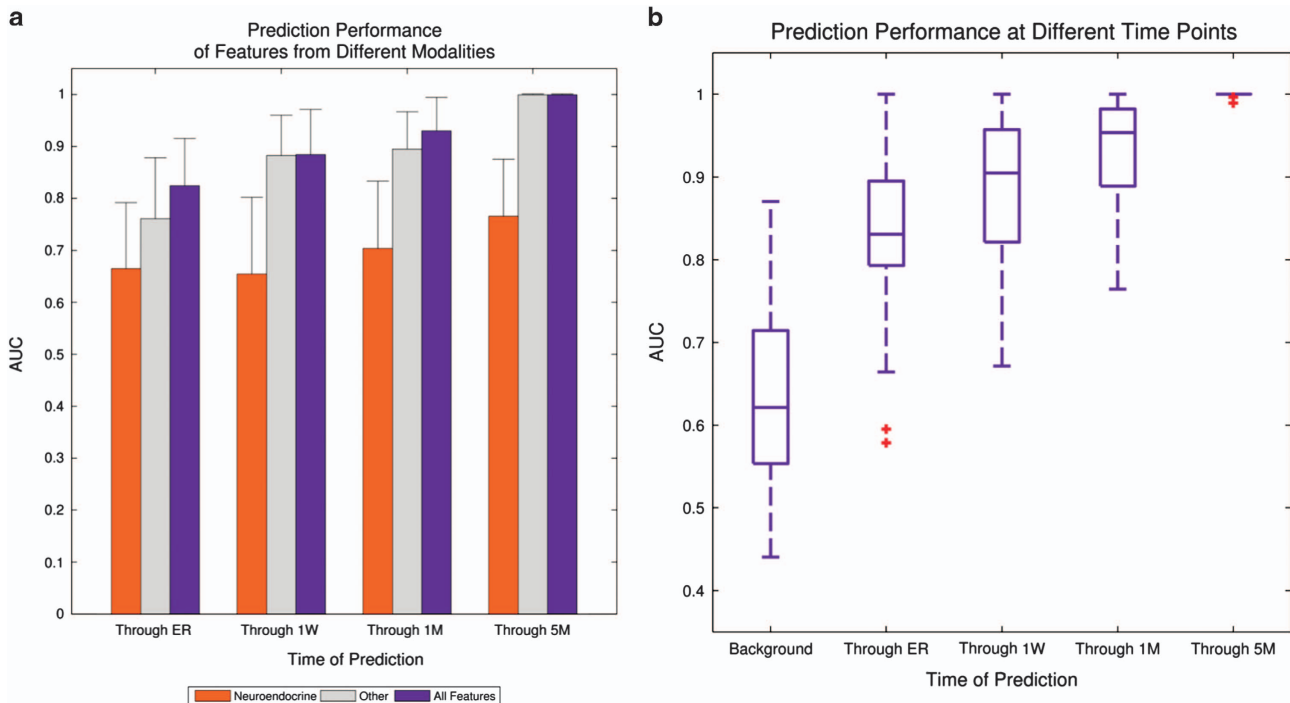 a
Prediction Performance
of Features from Different Modalities
1
0.9
0.8
0.7
0.6
0.5
0.4
0.3
0.2
0.1
0
AUC
Through ER Through 1W Through 1M Through 5M
Time of Prediction
Neuroendocrine Other All Features
b
Prediction Performance at Different Time Points
1
0.9
0.8
0.7
0.6
0.5
0.4
AUC
Background Through ER Through 1W Through 1M Through 5M
Time of Prediction